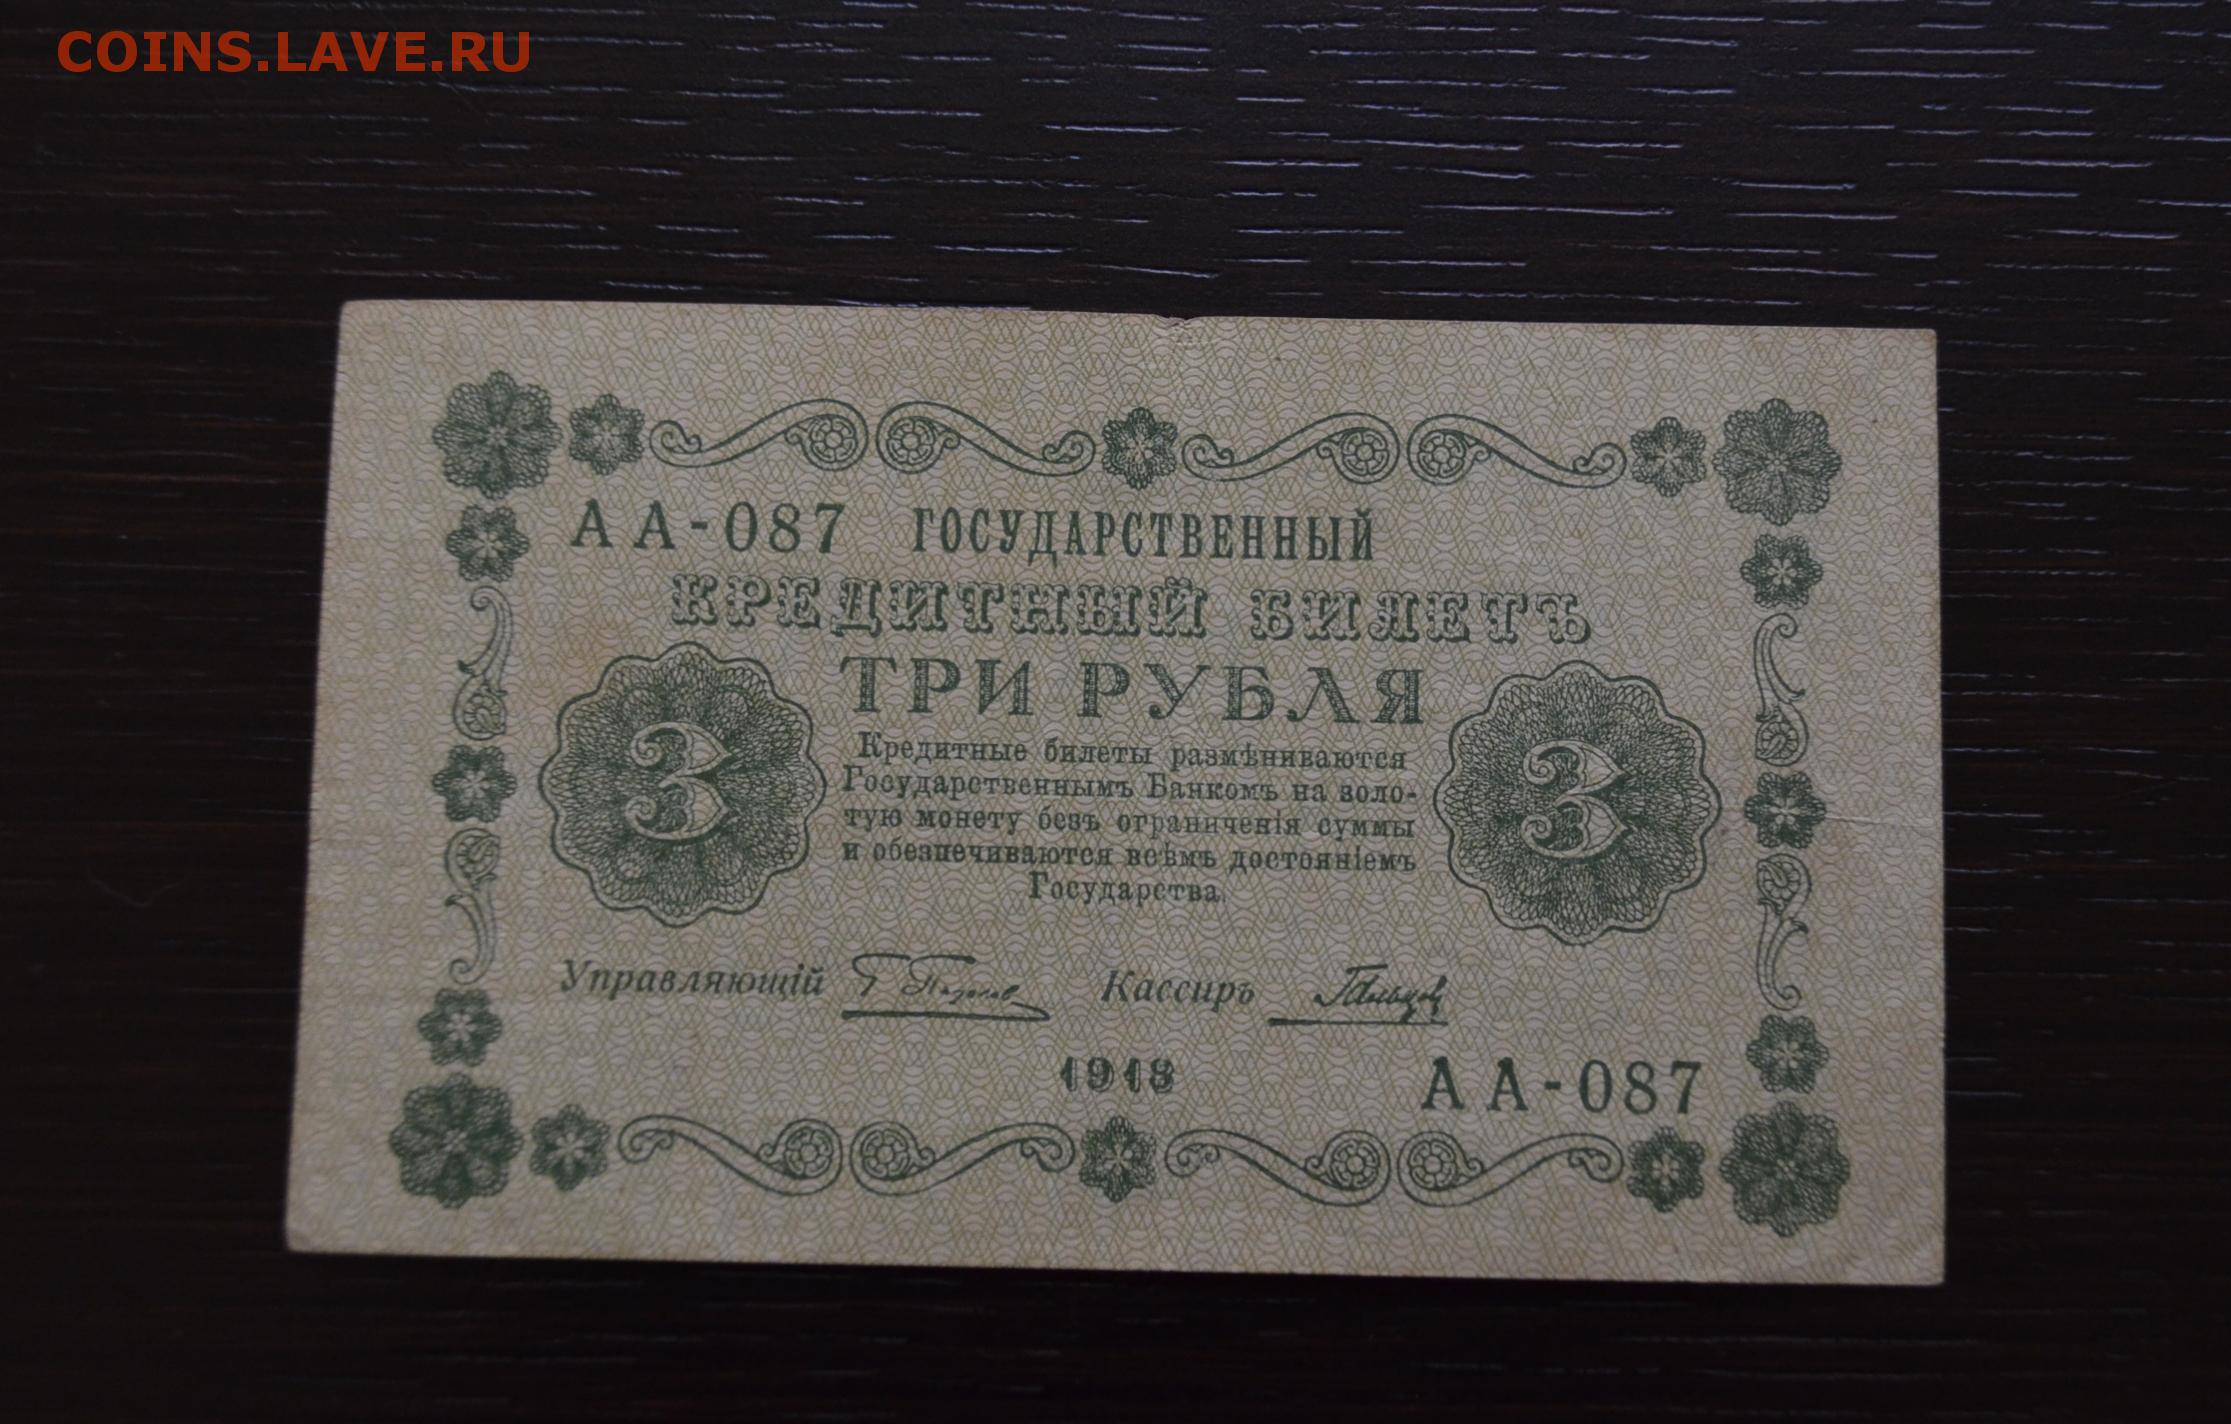 COINS.LAVE.RU
АА-087 ГОСУДАРСТВЕННЫЙ
КРЕДИТНЫЙ БИЛЕТЪ
ТРИ РУБЛЯ
3
Кредитные билеты размѣниваются
Государственнымъ Банкомъ на золо-
тую монету безъ ограниченія суммы
и обезпечиваются всѣмъ достояніемъ
Государства.
3
Управляющій Кассиръ
1918
АА-087